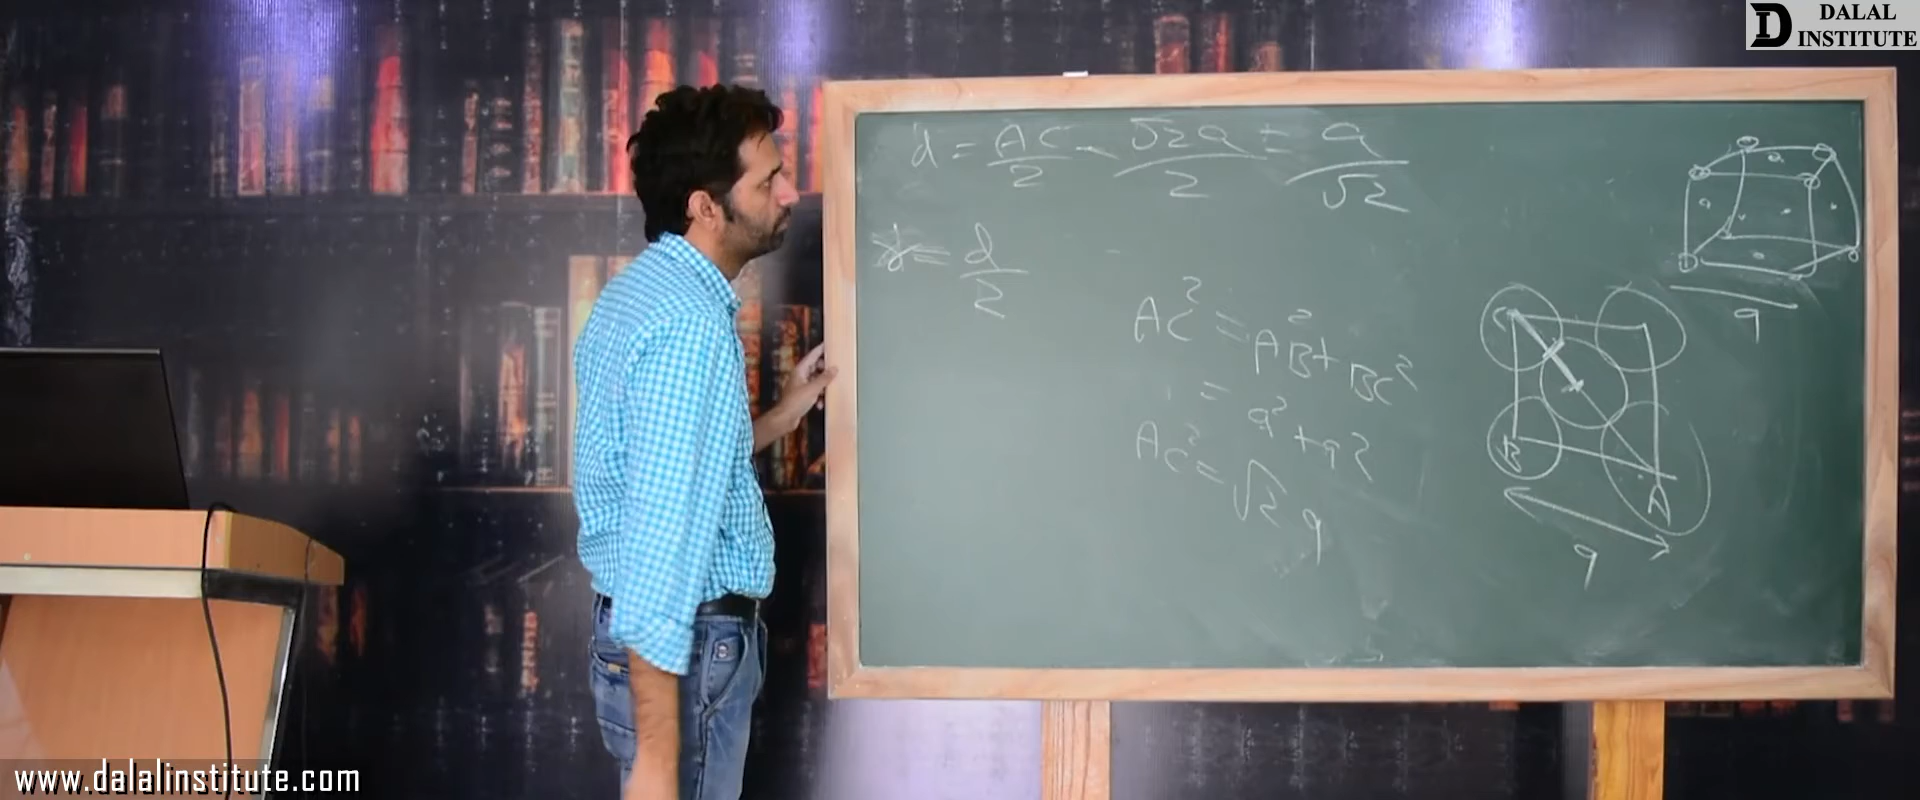 DALAL
INSTITUTE
d = AC/2 = √2a/2 = a/√2
r = d/2
a
AC² = AB² + BC²
= a² + a²
AC = √2 a
C
B
A
a
www.dalalinstitute.com